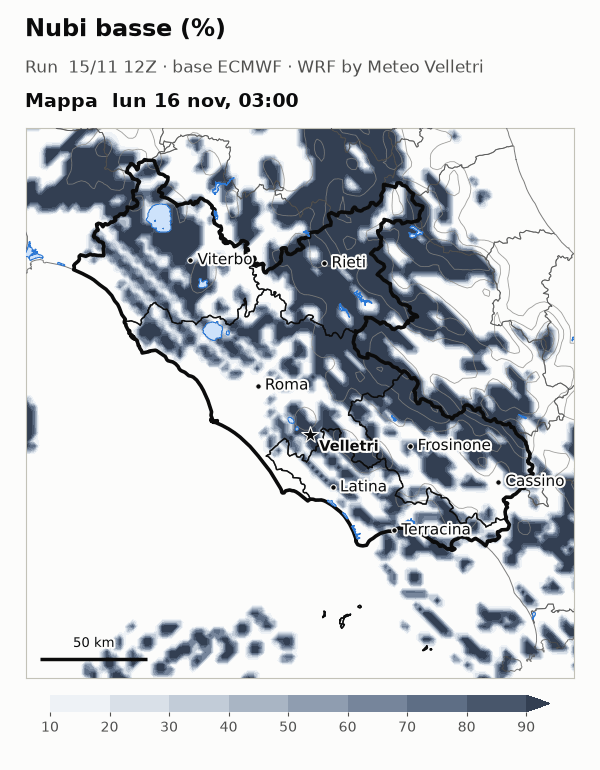 Nubi basse (%)
Run 15/11 12Z · base ECMWF · WRF by Meteo Velletri
Mappa lun 16 nov, 03:00
Viterbo
Rieti
Roma
Velletri
Frosinone
Cassino
Latina
Terracina
50 km
10 20 30 40 50 60 70 80 90